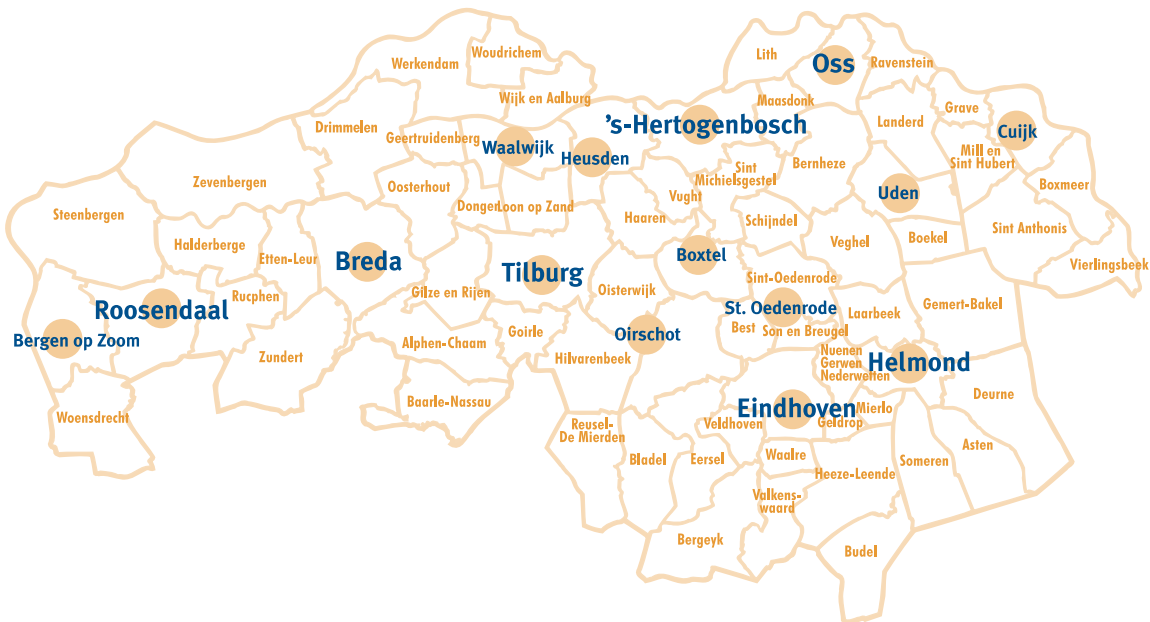 Woudrichem
Werkendam
Lith
Oss
Ravenstein
Wijk en Aalburg
Maasdonk
Grave
Drimmelen
Geertruidenberg
's-Hertogenbosch
Landerd
Cuijk
Waalwijk
Heusden
Mill en
Sint Hubert
Bernheze
Sint
Michielsgestel
Zevenbergen
Oosterhout
Vught
Uden
Boxmeer
Steenbergen
Dongen
Loon op Zand
Haaren
Schijndel
Sint Anthonis
Halderberge
Etten-Leur
Breda
Boxtel
Veghel
Boekel
Vierlingsbeek
Tilburg
Sint-Oedenrode
Rucphen
Gilze en Rijen
Oisterwijk
Roosendaal
St. Oedenrode
Laarbeek
Gemert-Bakel
Bergen op Zoom
Goirle
Oirschot
Best
Son en Breugel
Alphen-Chaam
Zundert
Hilvarenbeek
Nuenen
Gerwen
Nederwetten
Helmond
Deurne
Baarle-Nassau
Woensdrecht
Eindhoven
Mierlo
Reusel-
De Mierden
Veldhoven
Geldrop
Asten
Bladel
Eersel
Waalre
Someren
Heeze-Leende
Valkens-
waard
Bergeyk
Budel